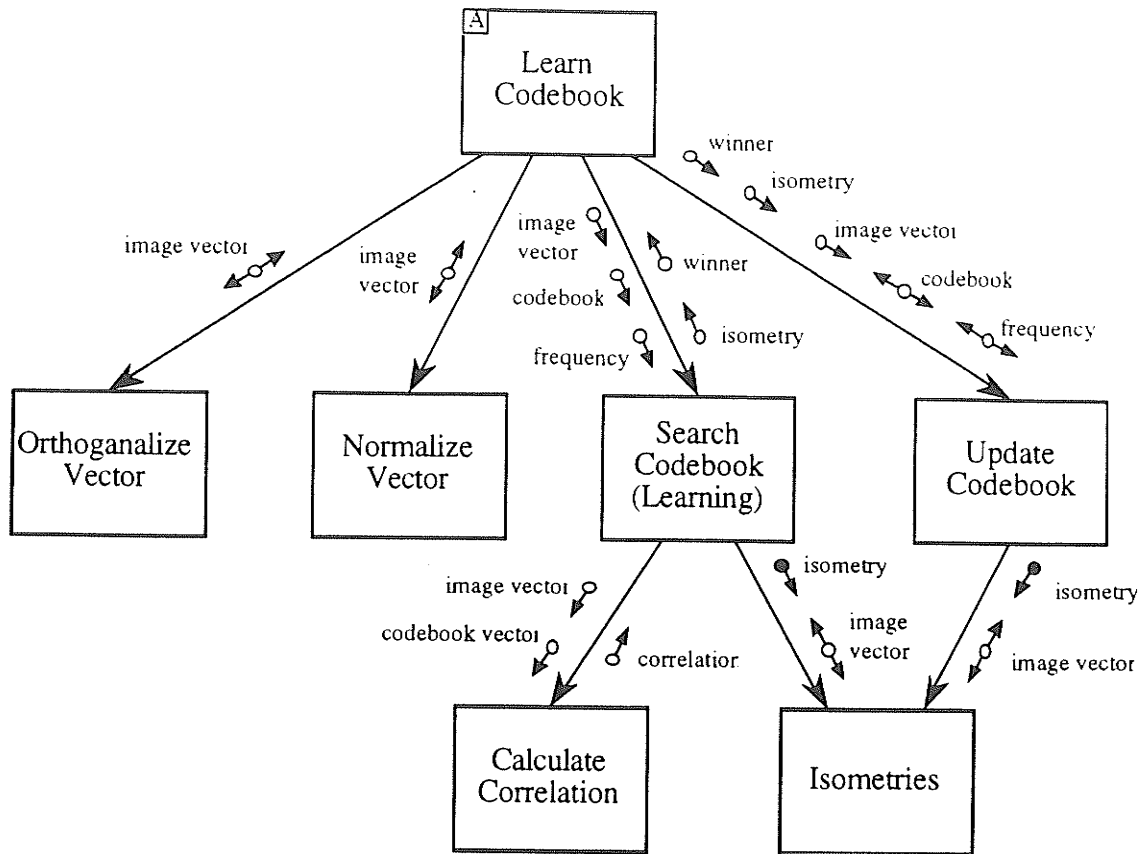 A
Learn
Codebook
winner
isometry
image vector
codebook
frequency
image vector
image
vector
image
vector
codebook
frequency
winner
isometry
Orthoganalize
Vector
Normalize
Vector
Search
Codebook
(Learning)
Update
Codebook
image vector
codebook vector
correlation
isometry
image
vector
isometry
image vector
Calculate
Correlation
Isometries